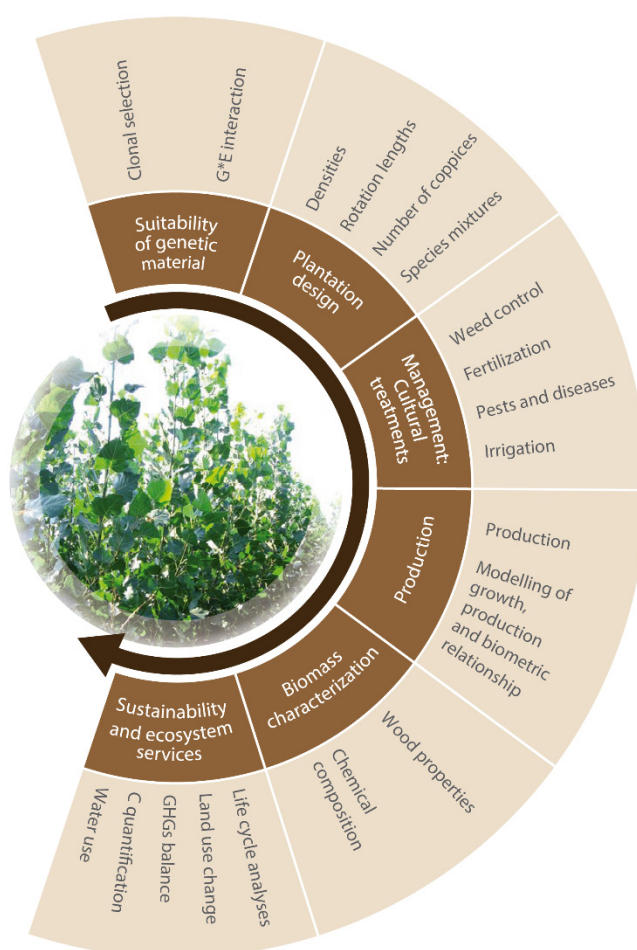 Clonal selection
G*E interaction
Suitability
of genetic
material
Densities
Rotation lengths
Number of coppices
Species mixtures
Plantation
design
Weed control
Fertilization
Pests and diseases
Irrigation
Management:
Cultural
treatments
Production
Modelling of
growth,
production
and biometric
relationship
Production
Wood properties
Chemical
composition
Biomass
characterization
Life cycle analyses
Land use change
GHGs balance
C quantification
Water use
Sustainability
and ecosystem
services